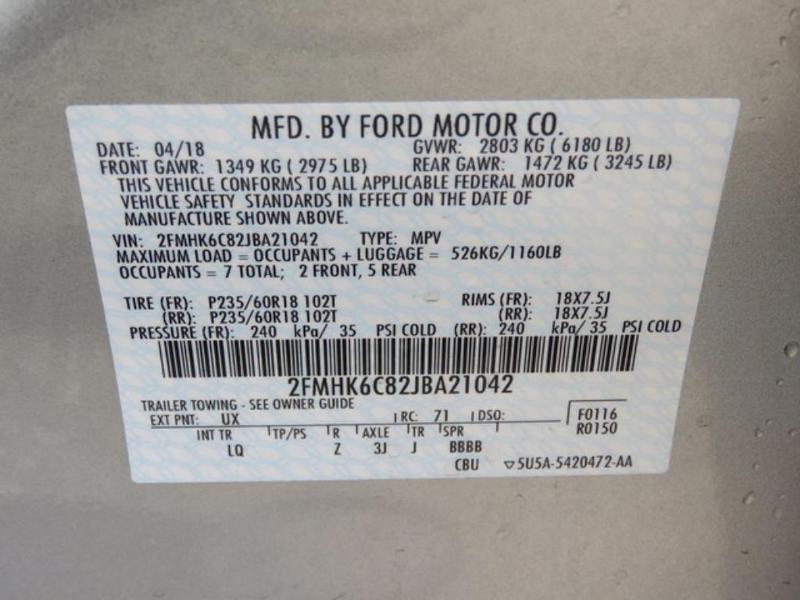 MFD. BY FORD MOTOR CO.
DATE: 04/18 GVWR: 2803 KG ( 6180 LB)
FRONT GAWR: 1349 KG ( 2975 LB) REAR GAWR: 1472 KG ( 3245 LB)
THIS VEHICLE CONFORMS TO ALL APPLICABLE FEDERAL MOTOR
VEHICLE SAFETY STANDARDS IN EFFECT ON THE DATE OF
MANUFACTURE SHOWN ABOVE.
VIN: 2FMHK6C82JBA21042 TYPE: MPV
MAXIMUM LOAD = OCCUPANTS + LUGGAGE = 526KG/1160LB
OCCUPANTS = 7 TOTAL; 2 FRONT, 5 REAR
TIRE (FR): P235/60R18 102T RIMS (FR): 18X7.5J
(RR): P235/60R18 102T (RR): 18X7.5J
PRESSURE (FR): 240 kPa/ 35 PSI COLD (RR): 240 kPa/ 35 PSI COLD
2FMHK6C82JBA21042
TRAILER TOWING - SEE OWNER GUIDE
EXT PNT: UX RC: 71 DSO: F0116
R0150
INT TR TP/PS R AXLE TR SPR
LQ Z 3J J BBBB
CBU ▽5U5A-5420472-AA